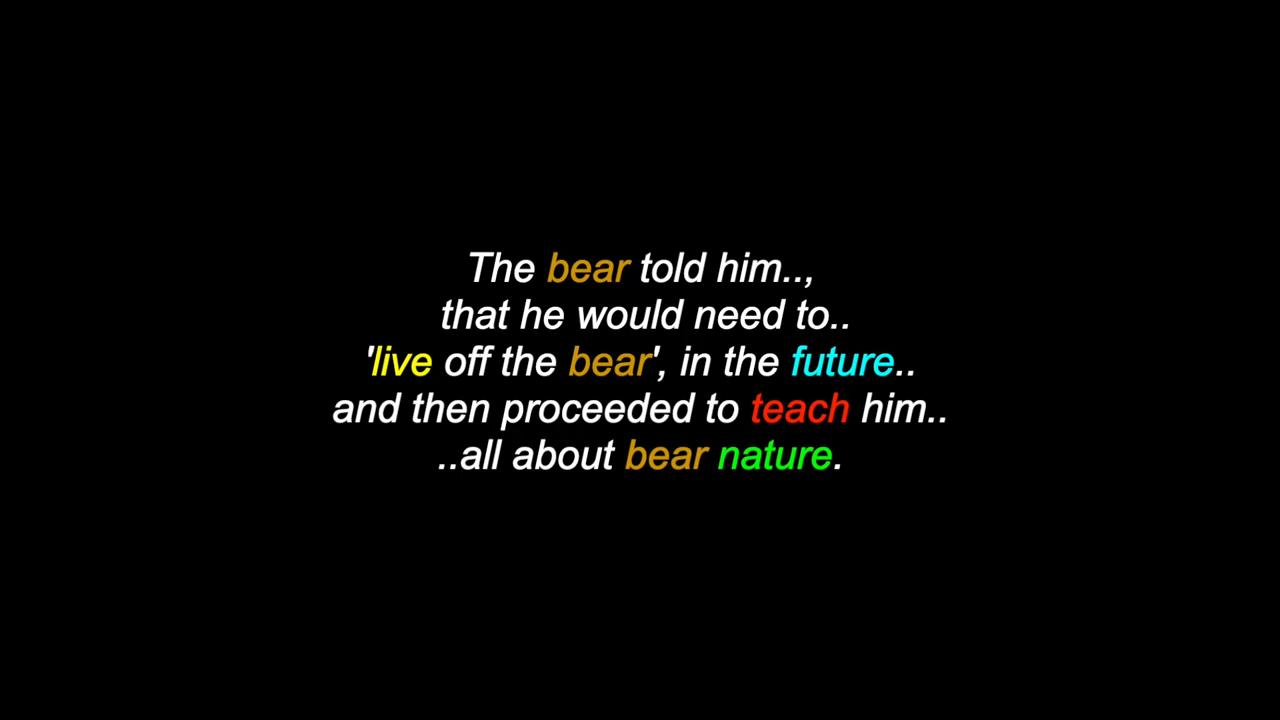 The bear told him..,
that he would need to..
'live off the bear', in the future..
and then proceeded to teach him..
..all about bear nature.